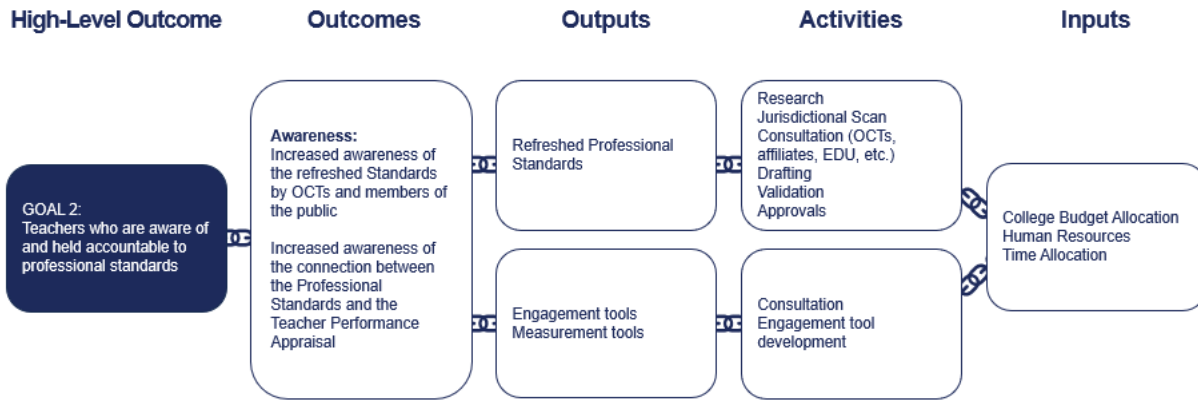 High-Level Outcome
Outcomes
Outputs
Activities
Inputs
GOAL 2:
Teachers who are aware of
and held accountable to
professional standards
Awareness:
Increased awareness of
the refreshed Standards
by OCTs and members of
the public
Increased awareness of
the connection between
the Professional
Standards and the
Teacher Performance
Appraisal
Refreshed Professional
Standards
Engagement tools
Measurement tools
Research
Jurisdictional Scan
Consultation (OCTs,
affiliates, EDU, etc.)
Drafting
Validation
Approvals
Consultation
Engagement tool
development
College Budget Allocation
Human Resources
Time Allocation